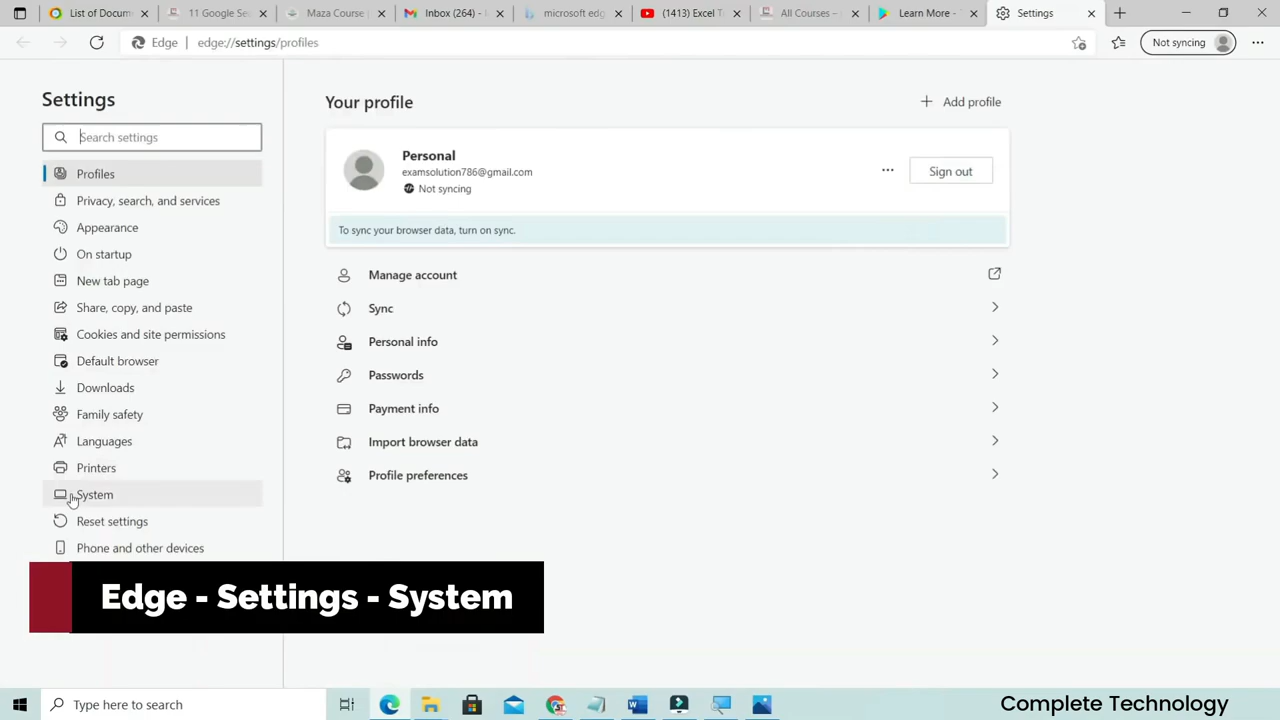 List of Docume
11 Google Se
Maza Course
Inbox (264) -
microsoft edg
(1413) Excel T
All Courses –
Learn More -
Settings
Edge
edge://settings/profiles
Not syncing
Settings
Search settings
Profiles
Privacy, search, and services
Appearance
On startup
New tab page
Share, copy, and paste
Cookies and site permissions
Default browser
Downloads
Family safety
Languages
Printers
System
Reset settings
Phone and other devices
Your profile
Add profile
Personal
examsolution786@gmail.com
Not syncing
Sign out
To sync your browser data, turn on sync.
Manage account
Sync
Personal info
Passwords
Payment info
Import browser data
Profile preferences
Edge - Settings - System
Type here to search
Complete Technology